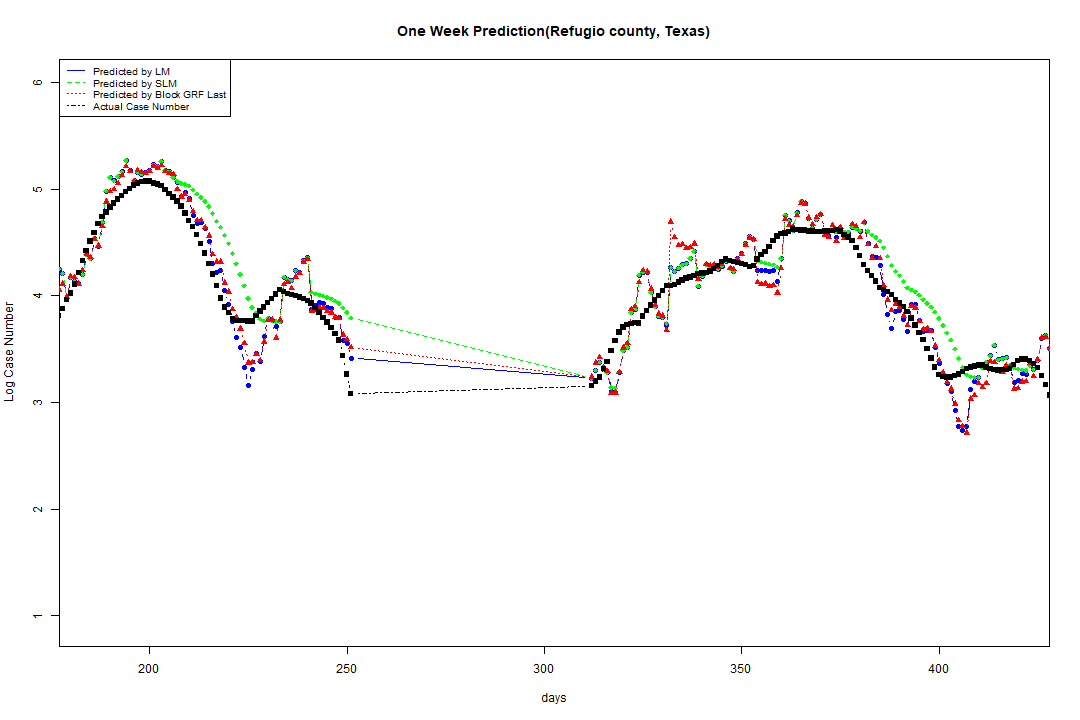 One Week Prediction(Refugio county, Texas)
Predicted by LM
Predicted by SLM
Predicted by Block GRF Last
Actual Case Number
6
5
4
3
2
1
Log Case Number
200 250 300 350 400
days